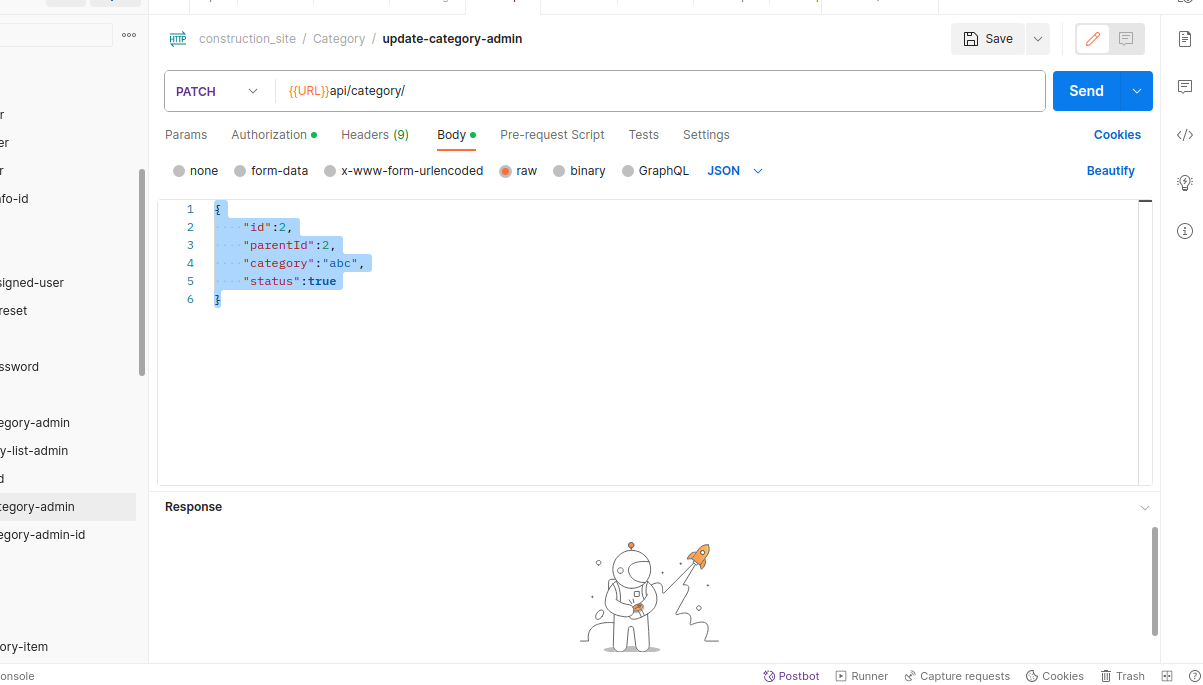 HTTP construction_site / Category / update-category-admin
Save
PATCH {{URL}}api/category/
Send
Params Authorization Headers (9) Body Pre-request Script Tests Settings
Cookies
none form-data x-www-form-urlencoded raw binary GraphQL JSON
Beautify
1 {
2 "id":2,
3 "parentId":2,
4 "category":"abc",
5 "status":true
6 }
Response
r
er
r
nfo-id
signed-user
reset
ssword
egory-admin
y-list-admin
d
tegory-admin
egory-admin-id
ory-item
onsole
Postbot Runner Capture requests Cookies Trash